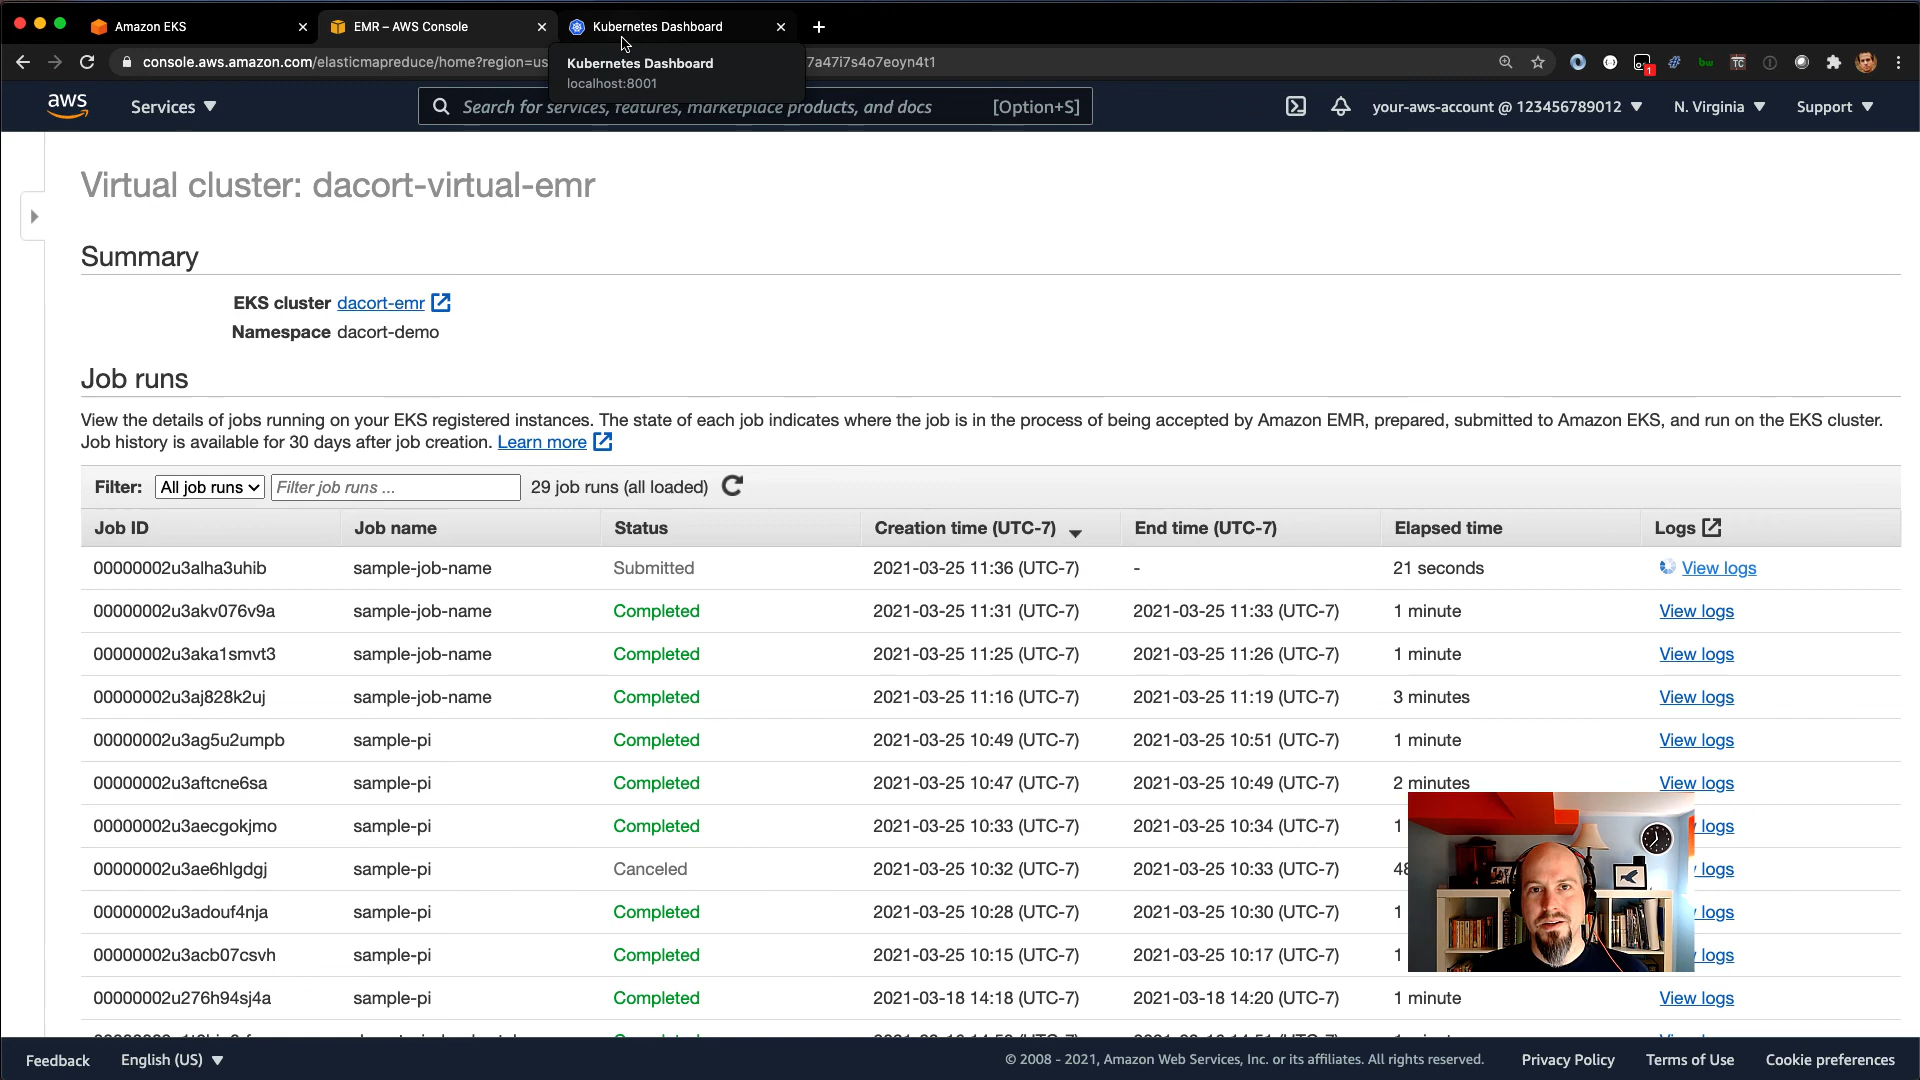 Amazon EKS
EMR – AWS Console
Kubernetes Dashboard
console.aws.amazon.com/elasticmapreduce/home?region=us
7a47i7s4o7eoyn4t1
1
TC
Kubernetes Dashboard
localhost:8001
aws
Services
Search for services, features, marketplace products, and docs
[Option+S]
your-aws-account @ 123456789012
N. Virginia
Support
Virtual cluster: dacort-virtual-emr
Summary
EKS cluster dacort-emr
Namespace dacort-demo
Job runs
View the details of jobs running on your EKS registered instances. The state of each job indicates where the job is in the process of being accepted by Amazon EMR, prepared, submitted to Amazon EKS, and run on the EKS cluster.
Job history is available for 30 days after job creation. Learn more
Filter: All job runs Filter job runs ... 29 job runs (all loaded)
Job ID Job name Status Creation time (UTC-7) End time (UTC-7) Elapsed time Logs
00000002u3alha3uhib sample-job-name Submitted 2021-03-25 11:36 (UTC-7) - 21 seconds View logs
00000002u3akv076v9a sample-job-name Completed 2021-03-25 11:31 (UTC-7) 2021-03-25 11:33 (UTC-7) 1 minute View logs
00000002u3aka1smvt3 sample-job-name Completed 2021-03-25 11:25 (UTC-7) 2021-03-25 11:26 (UTC-7) 1 minute View logs
00000002u3aj828k2uj sample-job-name Completed 2021-03-25 11:16 (UTC-7) 2021-03-25 11:19 (UTC-7) 3 minutes View logs
00000002u3ag5u2umpb sample-pi Completed 2021-03-25 10:49 (UTC-7) 2021-03-25 10:51 (UTC-7) 1 minute View logs
00000002u3aftcne6sa sample-pi Completed 2021-03-25 10:47 (UTC-7) 2021-03-25 10:49 (UTC-7) 2 minutes View logs
00000002u3aecgokjmo sample-pi Completed 2021-03-25 10:33 (UTC-7) 2021-03-25 10:34 (UTC-7) 1 logs
00000002u3ae6hlgdgj sample-pi Canceled 2021-03-25 10:32 (UTC-7) 2021-03-25 10:33 (UTC-7) 48 logs
00000002u3adouf4nja sample-pi Completed 2021-03-25 10:28 (UTC-7) 2021-03-25 10:30 (UTC-7) 1 logs
00000002u3acb07csvh sample-pi Completed 2021-03-25 10:15 (UTC-7) 2021-03-25 10:17 (UTC-7) 1 logs
00000002u276h94sj4a sample-pi Completed 2021-03-18 14:18 (UTC-7) 2021-03-18 14:20 (UTC-7) 1 minute View logs
Feedback English (US) © 2008 - 2021, Amazon Web Services, Inc. or its affiliates. All rights reserved. Privacy Policy Terms of Use Cookie preferences